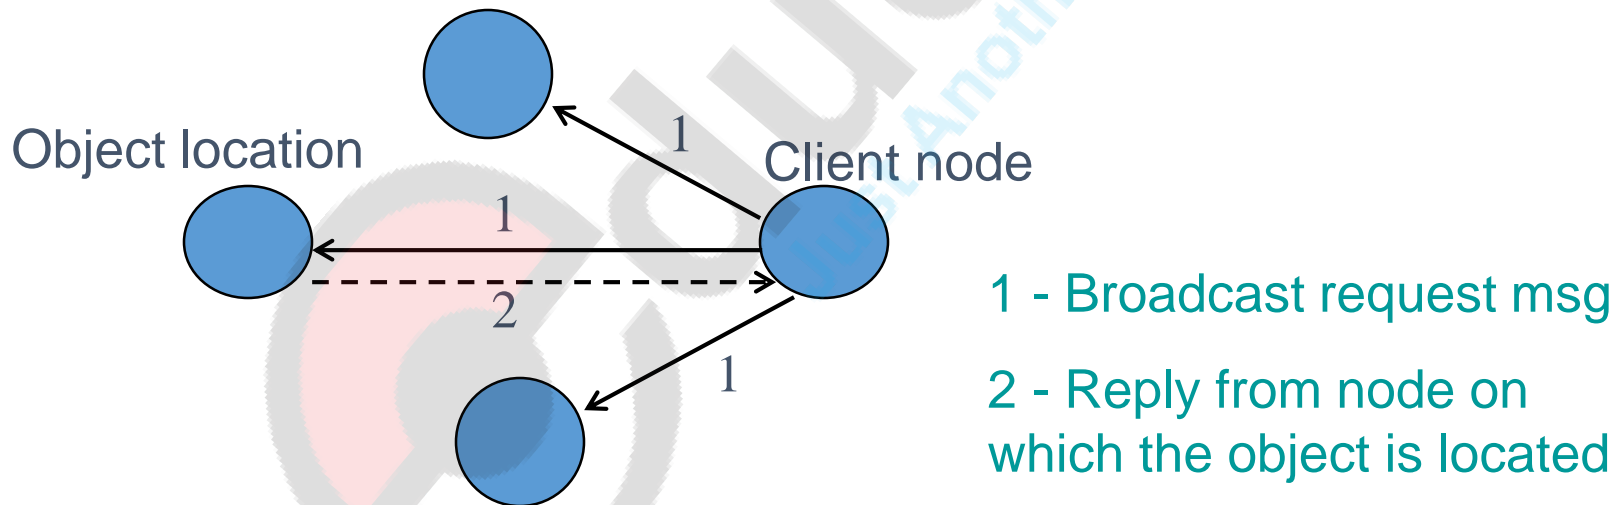 Object location
Client node
1
1
2
1
1 - Broadcast request msg
2 - Reply from node on
which the object is located